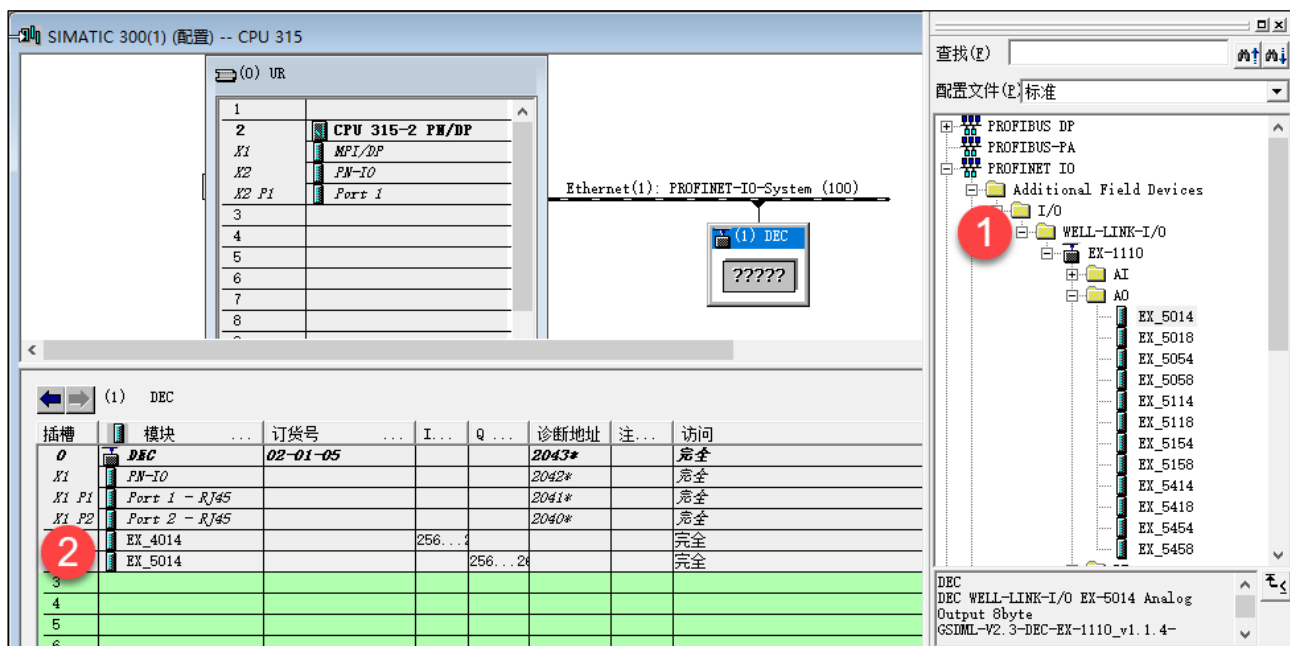 SIMATIC 300(1) (配置) -- CPU 315
(0) UR
1
2 CPU 315-2 PN/DP
X1 MPI/DP
X2 PN-IO
X2 P1 Port 1
3
4
5
6
7
8
Ethernet(1): PROFINET-IO-System (100)
(1) DEC
?????
(1) DEC
插槽 模块 ... 订货号 ... I... Q ... 诊断地址 注... 访问
0 DEC 02-01-05 2043* 完全
X1 PN-IO 2042* 完全
X1 P1 Port 1 - RJ45 2041* 完全
X1 P2 Port 2 - RJ45 2040* 完全
EX_4014 256... 完全
2
EX_5014 256...26 完全
3
4
5
6
查找(F)
配置文件(P) 标准
PROFIBUS DP
PROFIBUS-PA
PROFINET IO
Additional Field Devices
I/O
1
WELL-LINK-I/O
EX-1110
AI
AO
EX_5014
EX_5018
EX_5054
EX_5058
EX_5114
EX_5118
EX_5154
EX_5158
EX_5414
EX_5418
EX_5454
EX_5458
DEC
DEC WELL-LINK-I/O EX-5014 Analog
Output 8byte
GSDML-V2.3-DEC-EX-1110_v1.1.4-